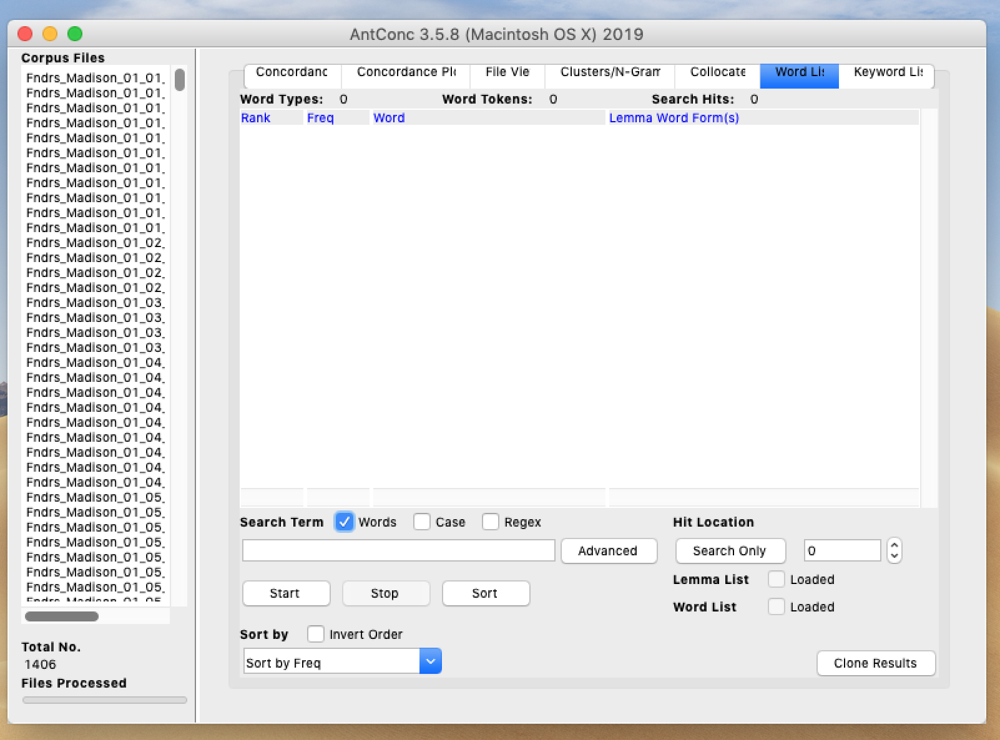 AntConc 3.5.8 (Macintosh OS X) 2019
Corpus Files
Fndrs_Madison_01_01_
Fndrs_Madison_01_01_
Fndrs_Madison_01_01_
Fndrs_Madison_01_01_
Fndrs_Madison_01_01_
Fndrs_Madison_01_01_
Fndrs_Madison_01_01_
Fndrs_Madison_01_01_
Fndrs_Madison_01_01_
Fndrs_Madison_01_01_
Fndrs_Madison_01_01_
Fndrs_Madison_01_02_
Fndrs_Madison_01_02_
Fndrs_Madison_01_02_
Fndrs_Madison_01_02_
Fndrs_Madison_01_03_
Fndrs_Madison_01_03_
Fndrs_Madison_01_03_
Fndrs_Madison_01_03_
Fndrs_Madison_01_04_
Fndrs_Madison_01_04_
Fndrs_Madison_01_04_
Fndrs_Madison_01_04_
Fndrs_Madison_01_04_
Fndrs_Madison_01_04_
Fndrs_Madison_01_04_
Fndrs_Madison_01_04_
Fndrs_Madison_01_04_
Fndrs_Madison_01_05_
Fndrs_Madison_01_05_
Fndrs_Madison_01_05_
Fndrs_Madison_01_05_
Fndrs_Madison_01_05_
Fndrs_Madison_01_05_
Fndrs_Madison_01_05_
Total No.
1406
Files Processed
Concordanc Concordance Pl File Vie Clusters/N-Gram Collocate Word Lis Keyword Lis
Word Types: 0 Word Tokens: 0 Search Hits: 0
Rank Freq Word Lemma Word Form(s)
Search Term Words Case Regex Hit Location
Advanced Search Only 0
Lemma List Loaded
Start Stop Sort
Word List Loaded
Sort by Invert Order
Sort by Freq Clone Results